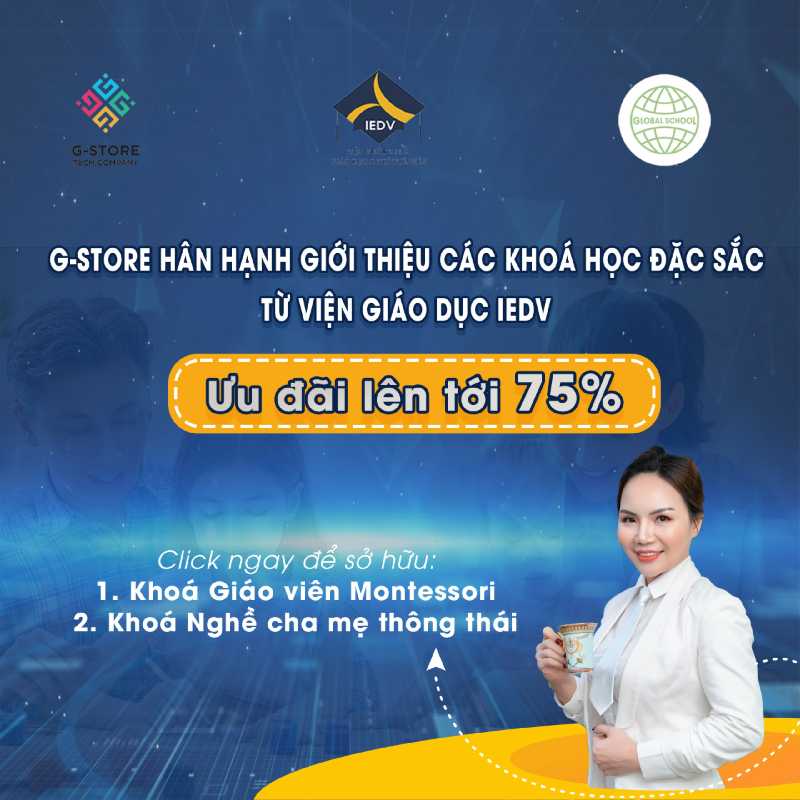 G-STORE
TECH.COMPANY
IEDV
GLOBAL SCHOOL
G-STORE HÂN HẠNH GIỚI THIỆU CÁC KHOÁ HỌC ĐẶC SẮC
TỪ VIỆN GIÁO DỤC IEDV
Ưu đãi lên tới 75%
Click ngay để sở hữu:
1. Khoá Giáo viên Montessori
2. Khoá Nghề cha mẹ thông thái